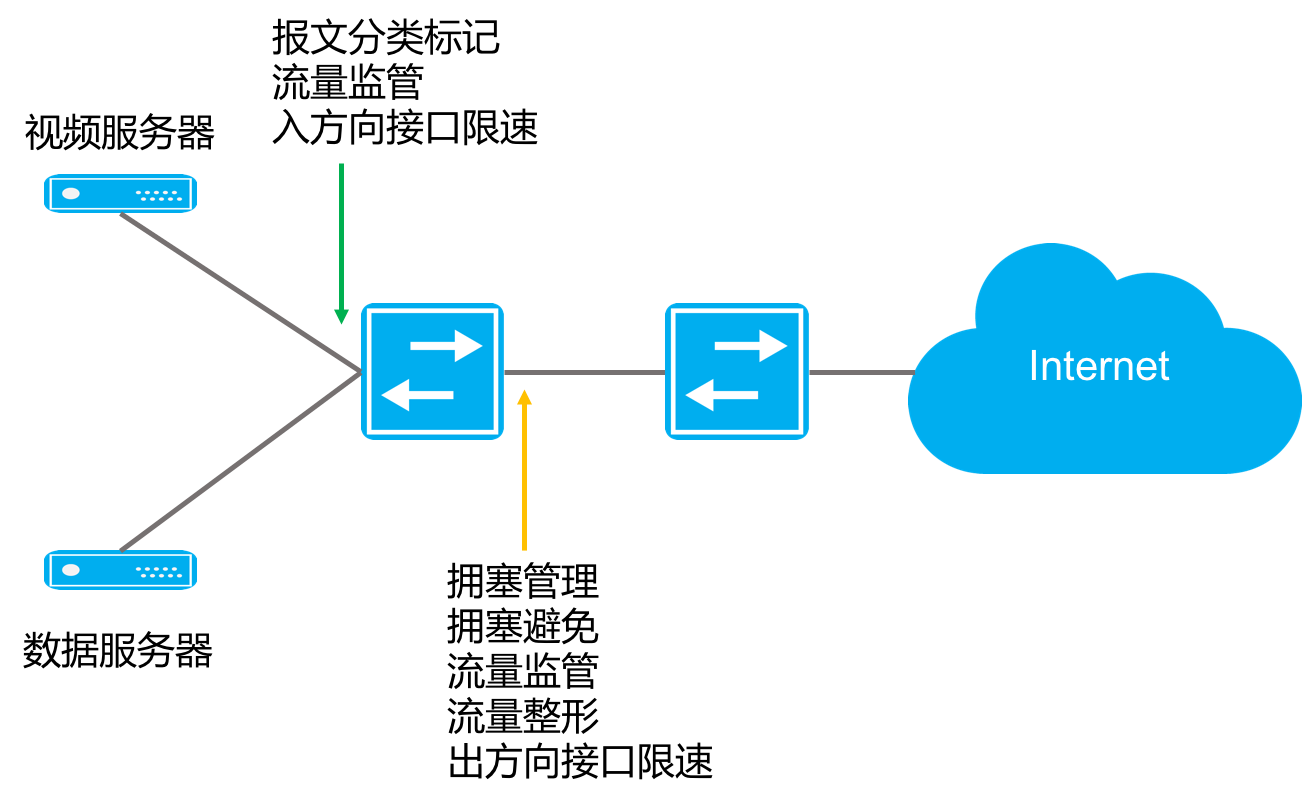 报文分类标记
流量监管
入方向接口限速
视频服务器
Internet
拥塞管理
拥塞避免
流量监管
流量整形
出方向接口限速
数据服务器